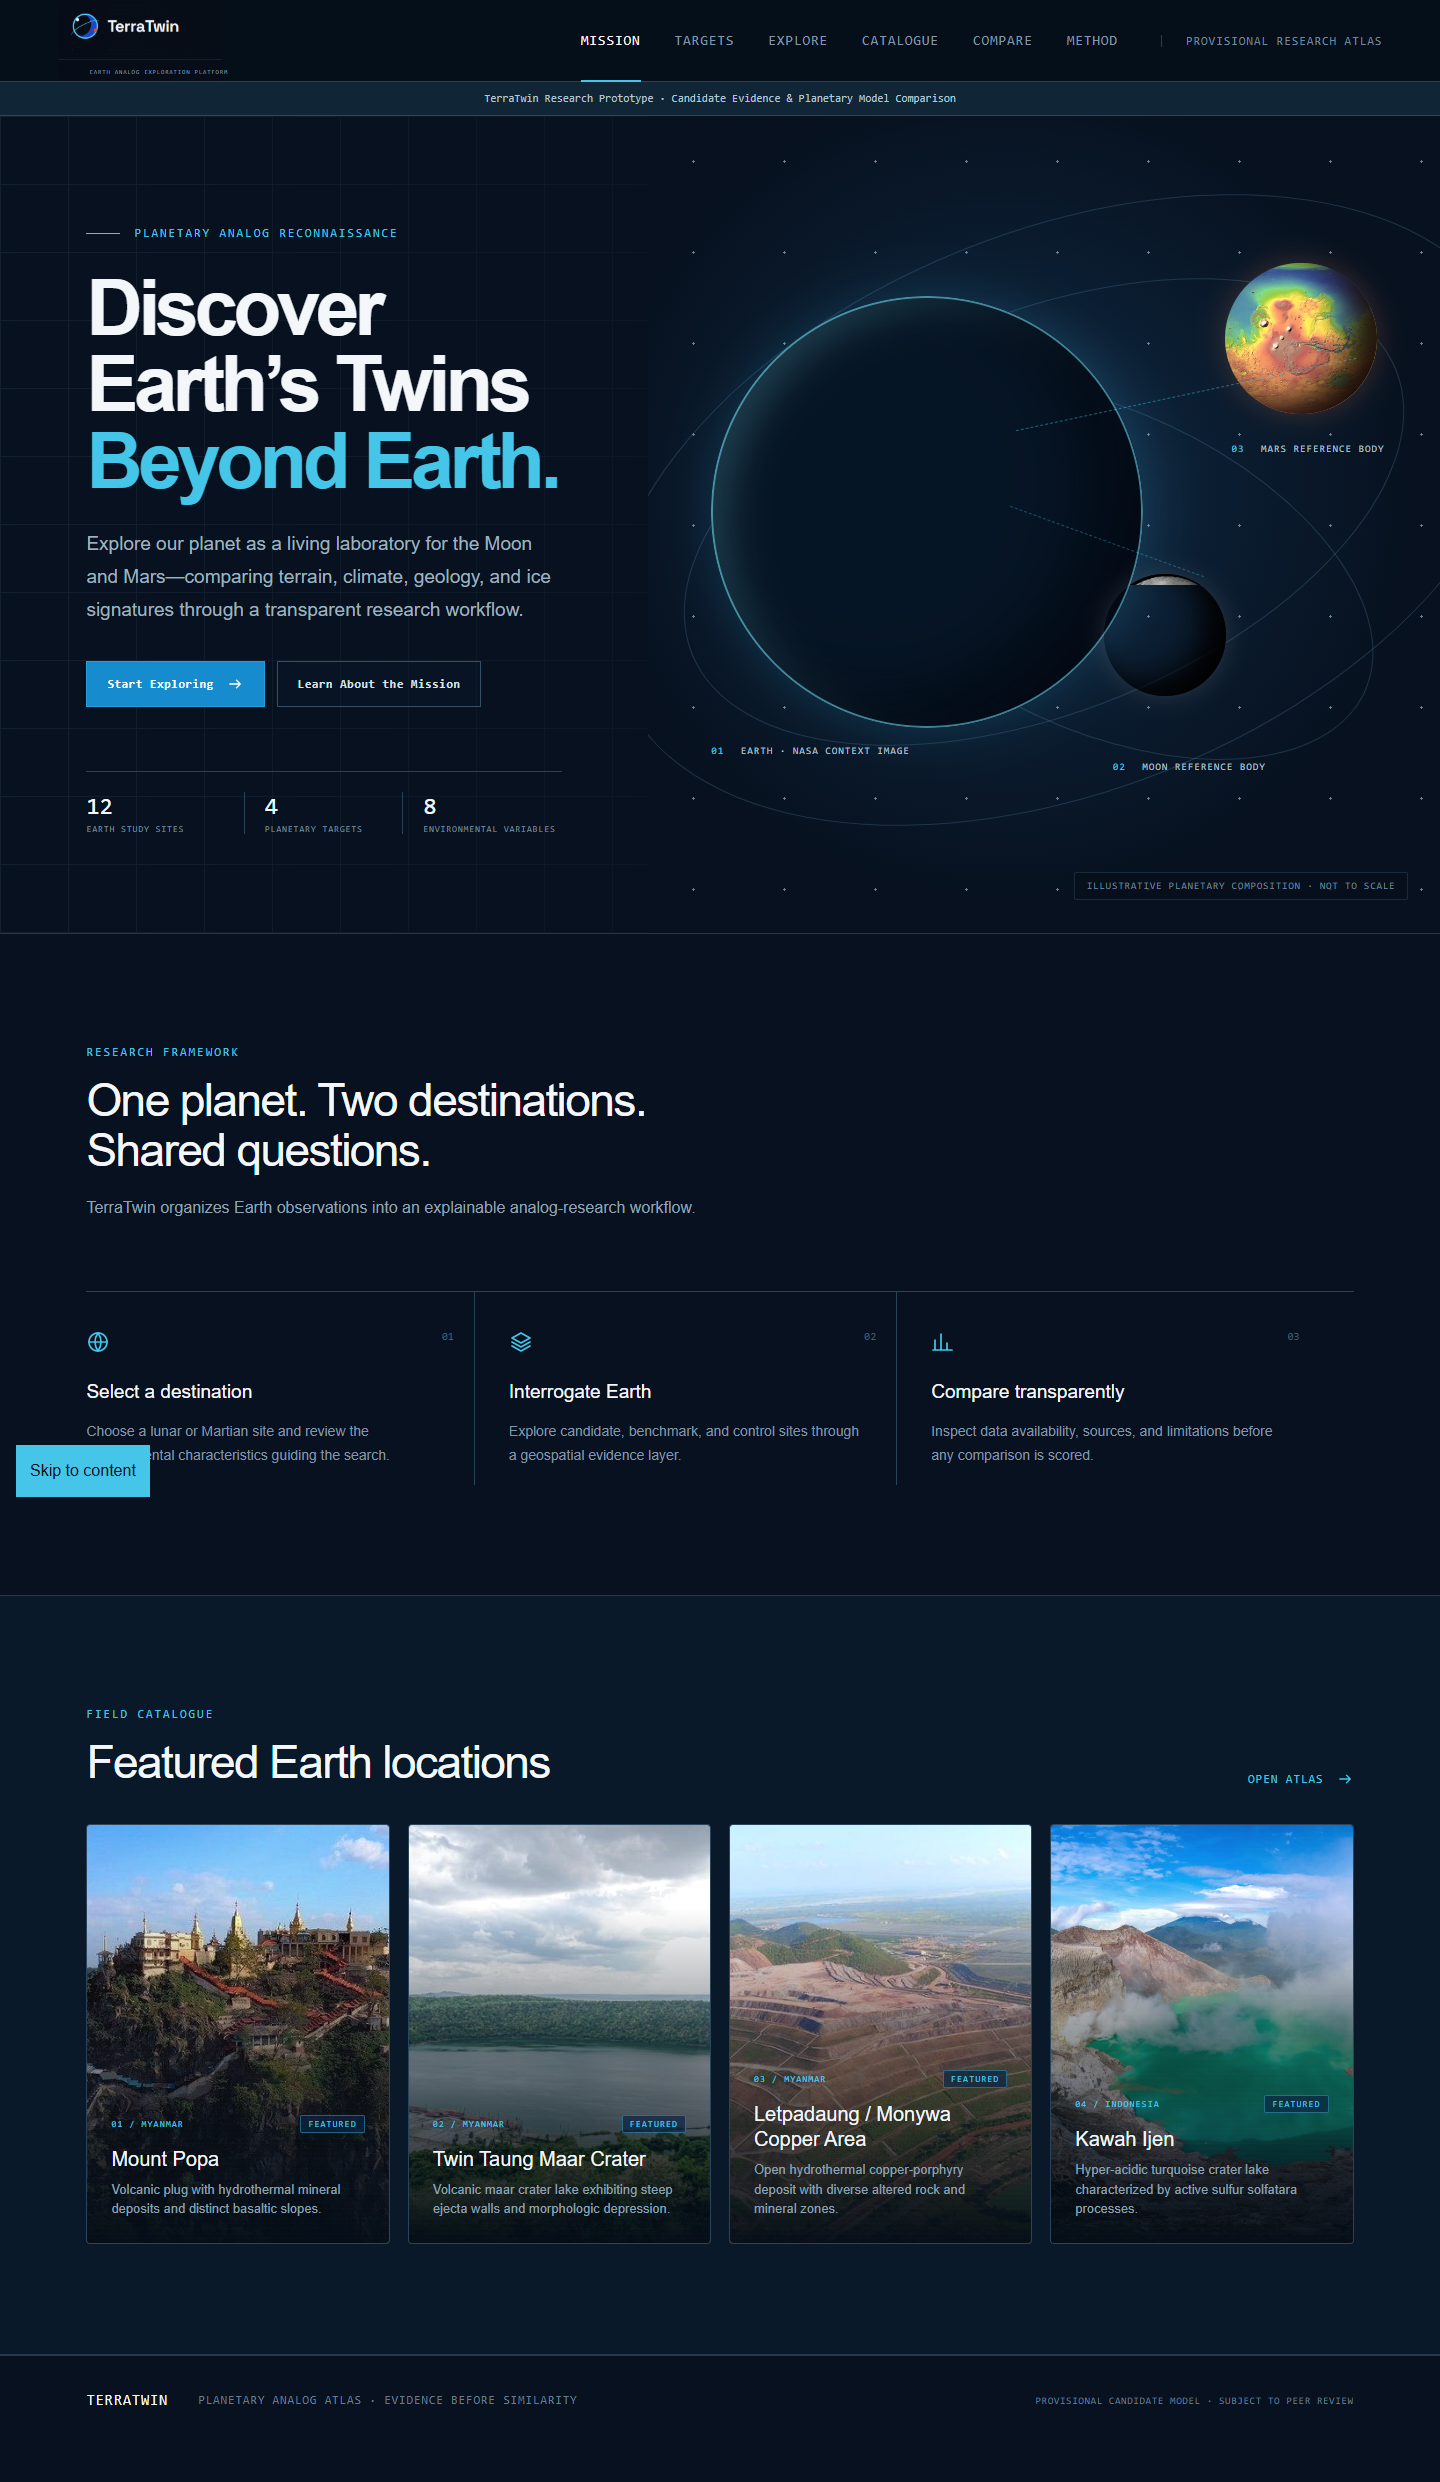 TerraTwin
EARTH ANALOG EXPLORATION PLATFORM
MISSION
TARGETS
EXPLORE
CATALOGUE
COMPARE
METHOD
PROVISIONAL RESEARCH ATLAS
TerraTwin Research Prototype · Candidate Evidence & Planetary Model Comparison
PLANETARY ANALOG RECONNAISSANCE
Discover
Earth’s Twins
Beyond Earth.
Explore our planet as a living laboratory for the Moon
and Mars—comparing terrain, climate, geology, and ice
signatures through a transparent research workflow.
Start Exploring →
Learn About the Mission
12
EARTH STUDY SITES
4
PLANETARY TARGETS
8
ENVIRONMENTAL VARIABLES
03 MARS REFERENCE BODY
01 EARTH · NASA CONTEXT IMAGE
02 MOON REFERENCE BODY
ILLUSTRATIVE PLANETARY COMPOSITION · NOT TO SCALE
RESEARCH FRAMEWORK
One planet. Two destinations.
Shared questions.
TerraTwin organizes Earth observations into an explainable analog-research workflow.
01
Select a destination
Choose a lunar or Martian site and review the
ental characteristics guiding the search.
Skip to content
02
Interrogate Earth
Explore candidate, benchmark, and control sites through
a geospatial evidence layer.
03
Compare transparently
Inspect data availability, sources, and limitations before
any comparison is scored.
FIELD CATALOGUE
Featured Earth locations
OPEN ATLAS →
01 / MYANMAR
FEATURED
Mount Popa
Volcanic plug with hydrothermal mineral
deposits and distinct basaltic slopes.
02 / MYANMAR
FEATURED
Twin Taung Maar Crater
Volcanic maar crater lake exhibiting steep
ejecta walls and morphologic depression.
03 / MYANMAR
FEATURED
Letpadaung / Monywa
Copper Area
Open hydrothermal copper-porphyry
deposit with diverse altered rock and
mineral zones.
04 / INDONESIA
FEATURED
Kawah Ijen
Hyper-acidic turquoise crater lake
characterized by active sulfur solfatara
processes.
TERRATWIN
PLANETARY ANALOG ATLAS · EVIDENCE BEFORE SIMILARITY
PROVISIONAL CANDIDATE MODEL · SUBJECT TO PEER REVIEW